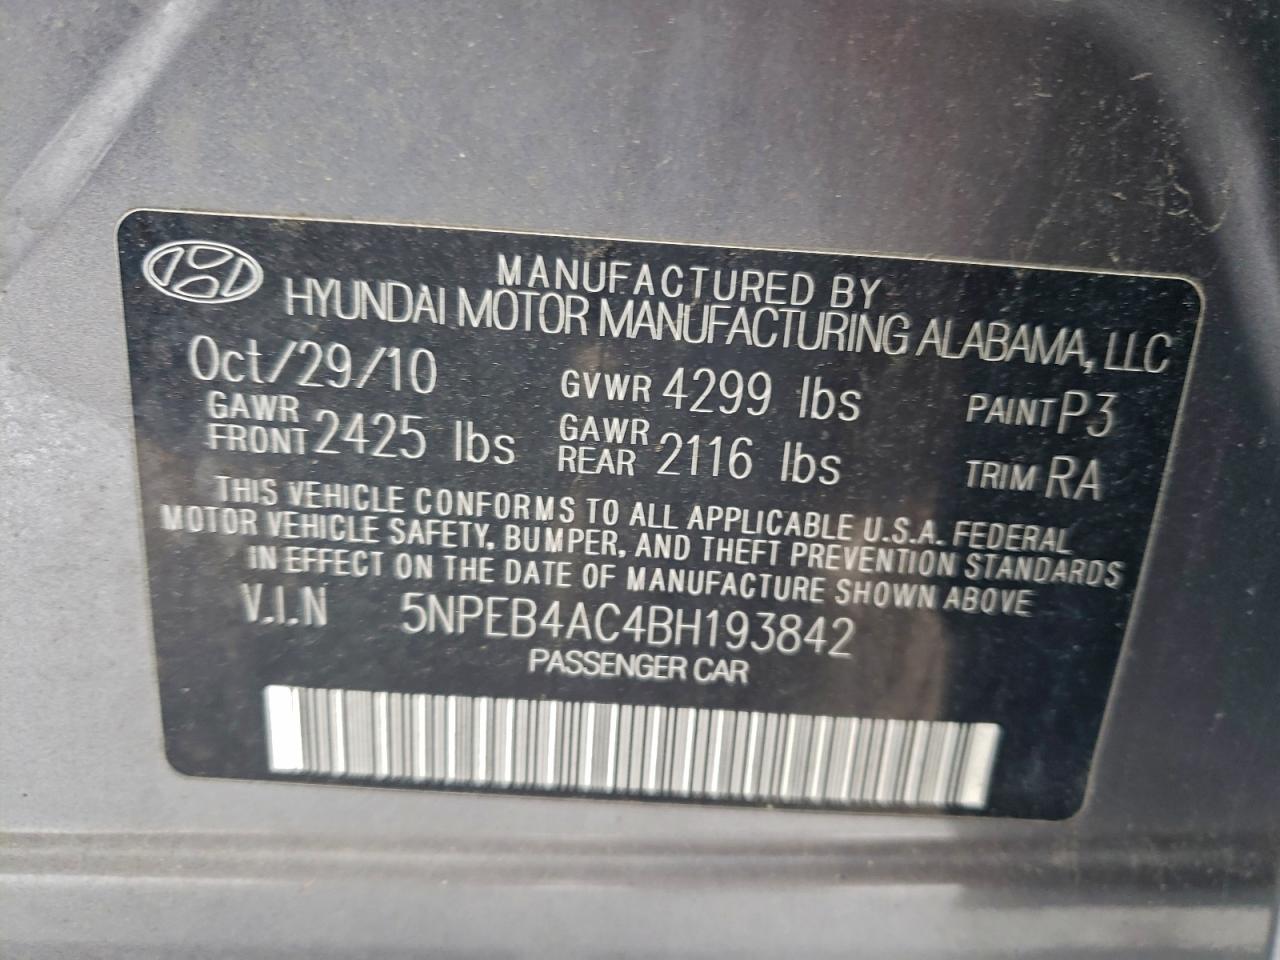 MANUFACTURED BY
HYUNDAI MOTOR MANUFACTURING ALABAMA, LLC
Oct/29/10 GVWR 4299 lbs PAINT P3
GAWR FRONT 2425 lbs GAWR REAR 2116 lbs TRIM RA
THIS VEHICLE CONFORMS TO ALL APPLICABLE U.S.A. FEDERAL
MOTOR VEHICLE SAFETY, BUMPER, AND THEFT PREVENTION STANDARDS
IN EFFECT ON THE DATE OF MANUFACTURE SHOWN ABOVE
V.I.N 5NPEB4AC4BH193842
PASSENGER CAR